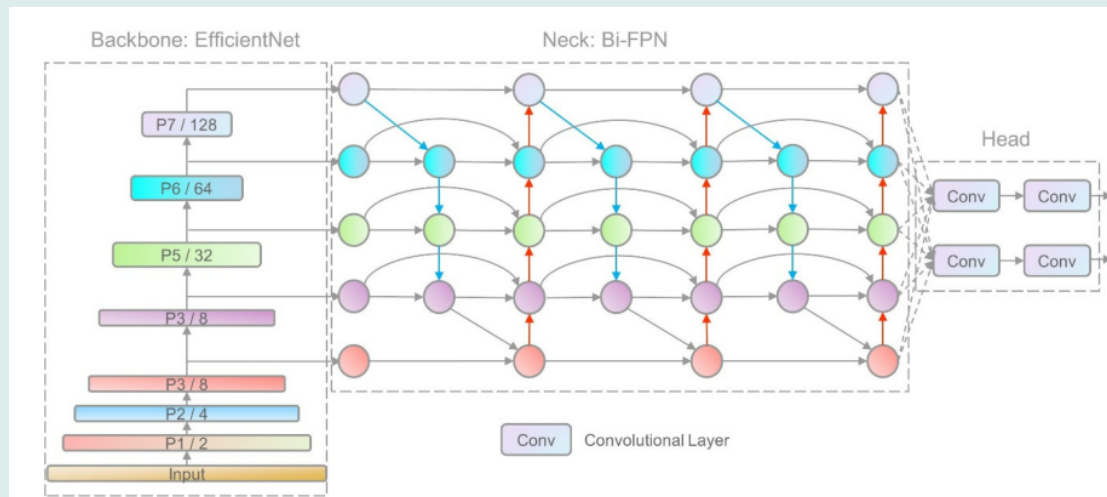 Backbone: EfficientNet
Neck: Bi-FPN
P7 / 128
P6 / 64
P5 / 32
P3 / 8
P3 / 8
P2 / 4
P1 / 2
Input
Head
Conv
Conv
Conv
Conv
Conv
Convolutional Layer